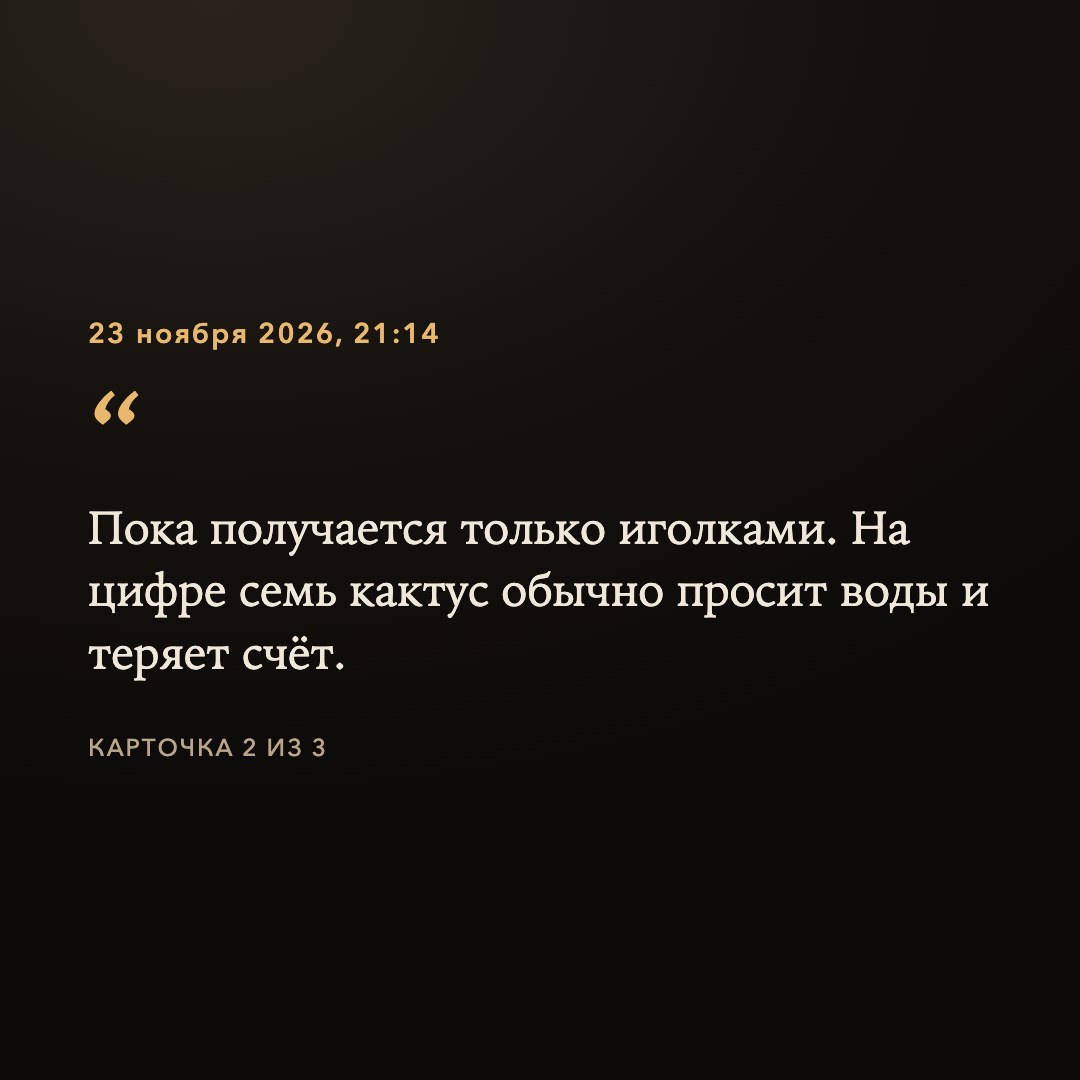 23 ноября 2026, 21:14
“
Пока получается только иголками. На
цифре семь кактус обычно просит воды и
теряет счёт.
КАРТОЧКА 2 ИЗ 3